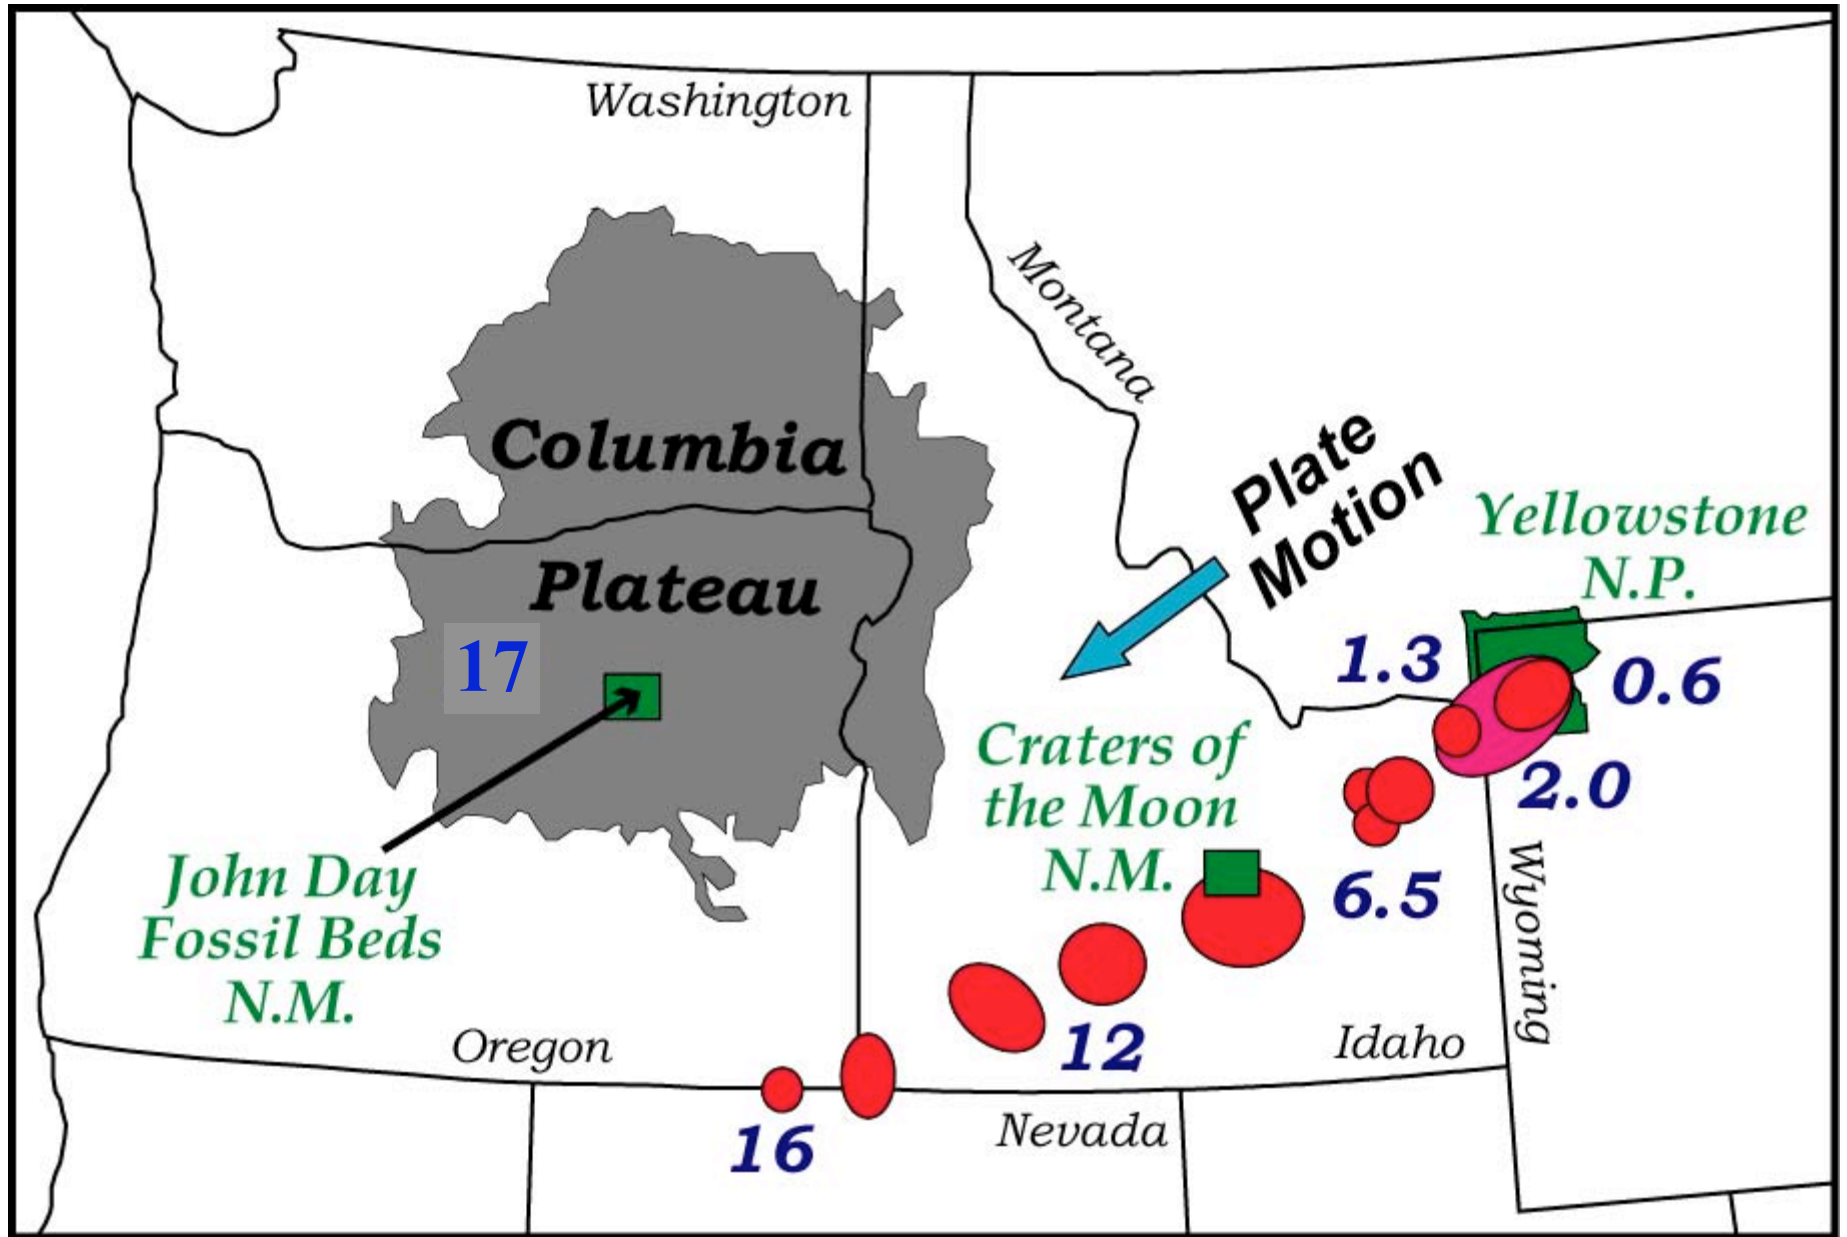 Washington
Montana
Columbia
Plateau
17
Plate
Motion
Yellowstone
N.P.
1.3
0.6
2.0
Craters of
the Moon
N.M.
6.5
John Day
Fossil Beds
N.M.
Wyoming
12
Oregon
Idaho
16
Nevada